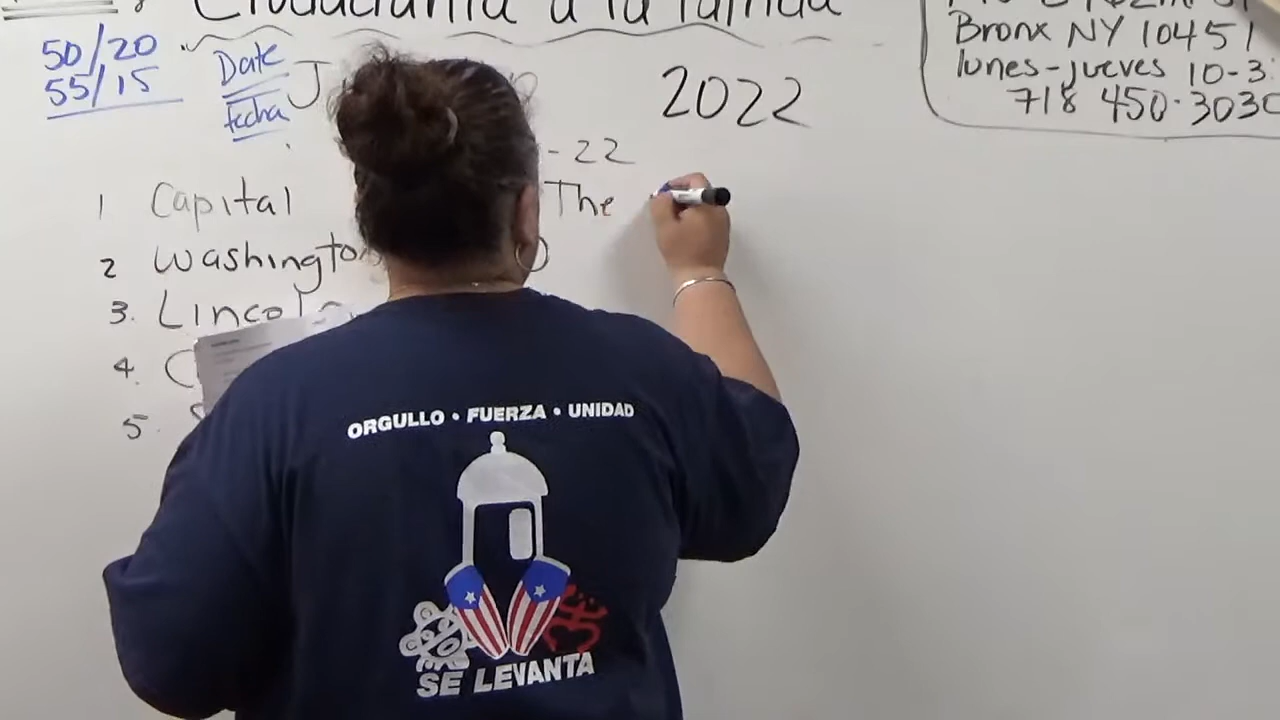 Ciudadanía a la
50/20
55/15
Date
Fecha
2022
-22
1 Capital
The
2 Washington
3. Lincol
4. C
5.
Bronx NY 10451
lunes-jueves 10-3
718 450-3030
ORGULLO • FUERZA • UNIDAD
SE LEVANTA